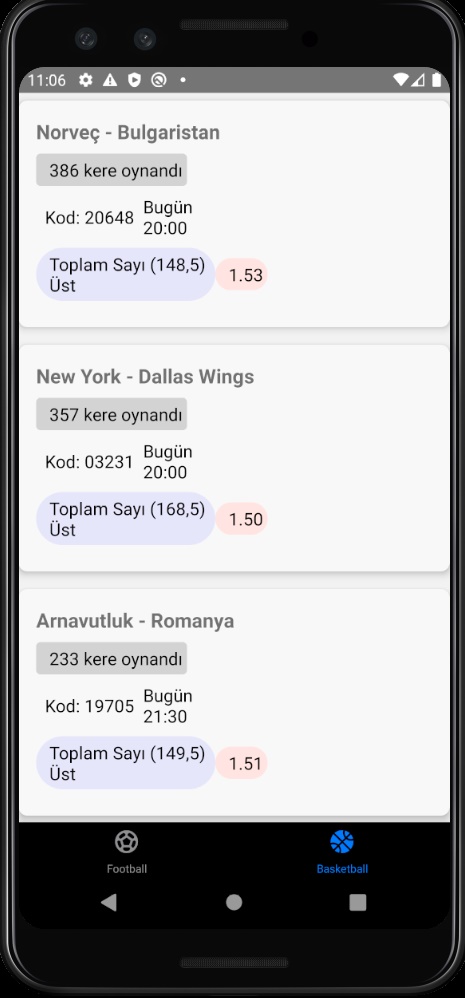 11:06
Norveç - Bulgaristan
386 kere oynandı
Kod: 20648
Bugün
20:00
Toplam Sayı (148,5)
Üst
1.53
New York - Dallas Wings
357 kere oynandı
Kod: 03231
Bugün
20:00
Toplam Sayı (168,5)
Üst
1.50
Arnavutluk - Romanya
233 kere oynandı
Kod: 19705
Bugün
21:30
Toplam Sayı (149,5)
Üst
1.51
Football
Basketball